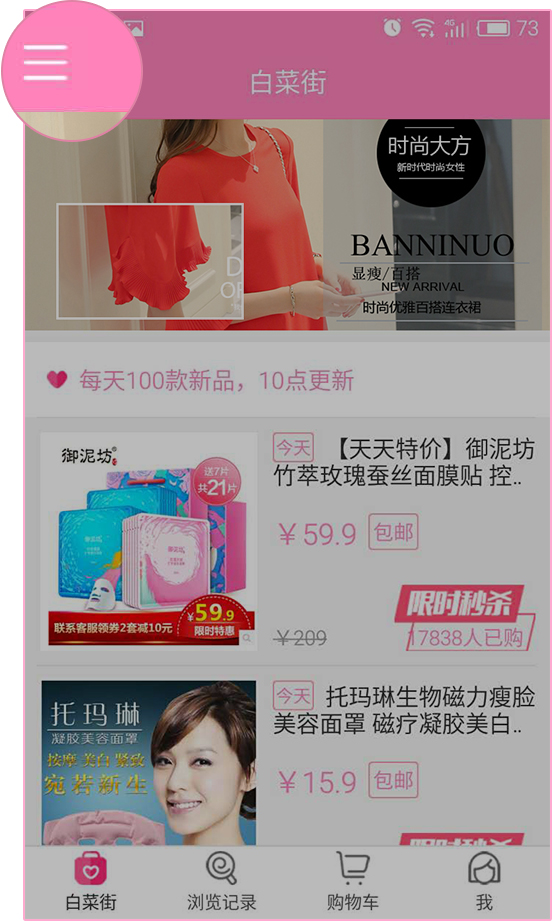 4G 73
白菜街
时尚大方
新时代时尚女性
BANNINUO
显瘦/百搭
NEW ARRIVAL
时尚优雅百搭连衣裙
每天100款新品，10点更新
御泥坊
送7片
共21片
¥59.9
限时特惠
联系客服领券2套减10元
今天 【天天特价】御泥坊
竹萃玫瑰蚕丝面膜贴 控..
￥59.9 包邮
限时秒杀
￥209 17838人已购
托玛琳
凝胶美容面罩
按摩 美白 紧致
宛若新生
今天 托玛琳生物磁力瘦脸
美容面罩 磁疗凝胶美白..
￥15.9 包邮
限时秒杀
白菜街 浏览记录 购物车 我